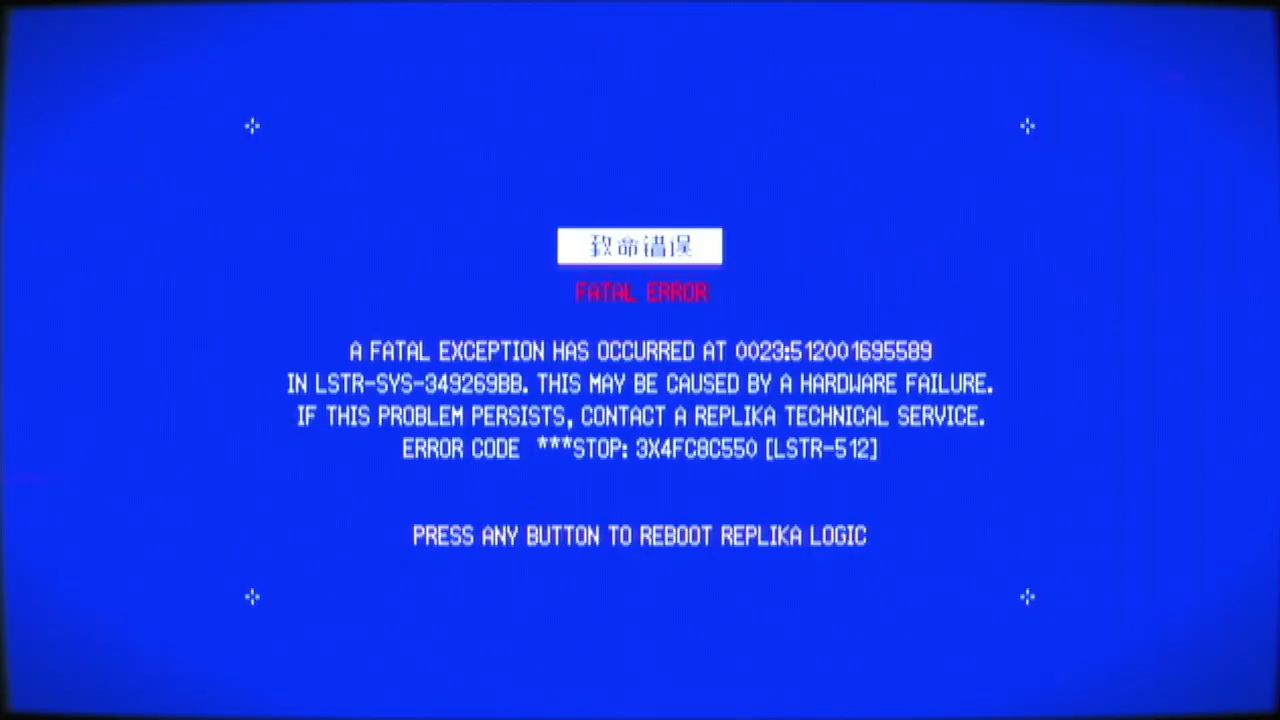 致命错误
FATAL ERROR
A FATAL EXCEPTION HAS OCCURRED AT 0023:512001695589
IN LSTR-SYS-349269BB. THIS MAY BE CAUSED BY A HARDWARE FAILURE.
IF THIS PROBLEM PERSISTS, CONTACT A REPLIKA TECHNICAL SERVICE.
ERROR CODE ***STOP: 3X4FC8C550 [LSTR-512]
PRESS ANY BUTTON TO REBOOT REPLIKA LOGIC